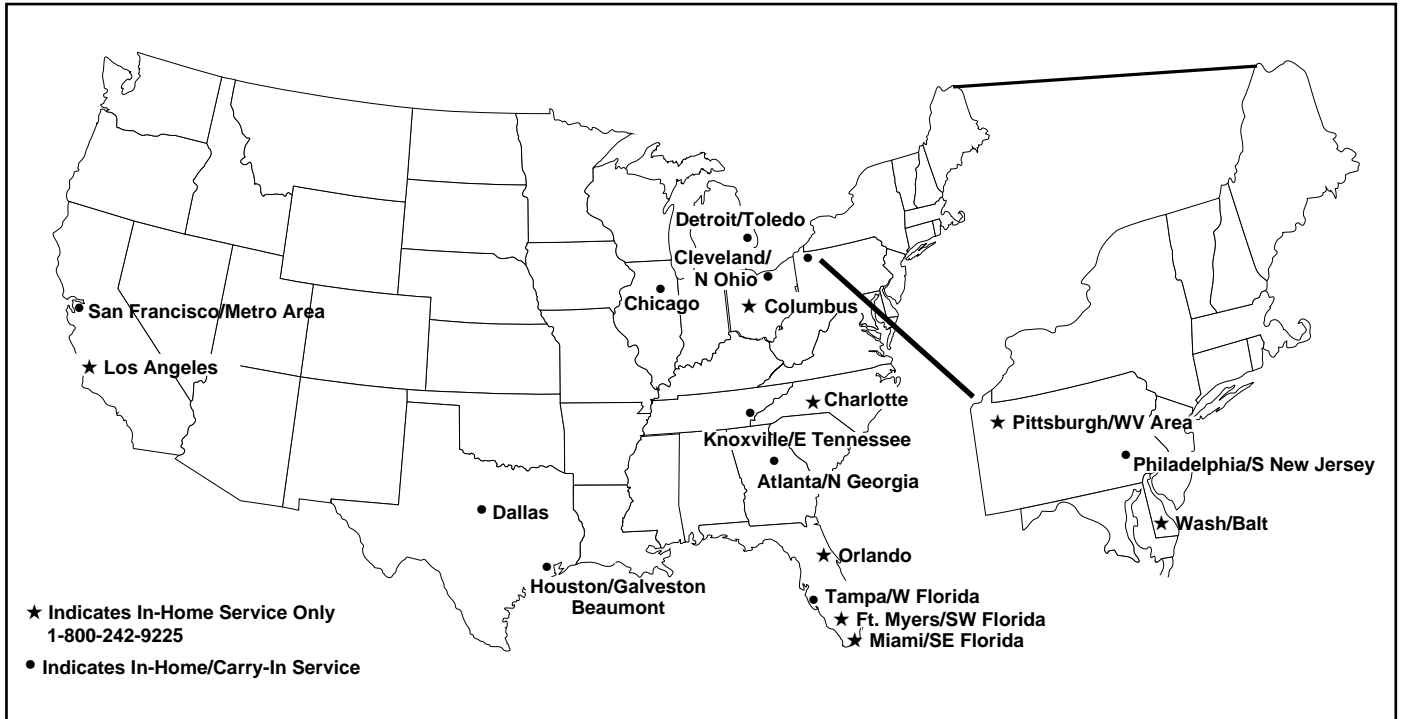 Detroit/Toledo
Cleveland/
N Ohio
Chicago
Columbus
San Francisco/Metro Area
Los Angeles
Charlotte
Knoxville/E Tennessee
Atlanta/N Georgia
Pittsburgh/WV Area
Philadelphia/S New Jersey
Wash/Balt
Dallas
Orlando
Houston/Galveston
Beaumont
Tampa/W Florida
Ft. Myers/SW Florida
Miami/SE Florida
★ Indicates In-Home Service Only
1-800-242-9225
• Indicates In-Home/Carry-In Service